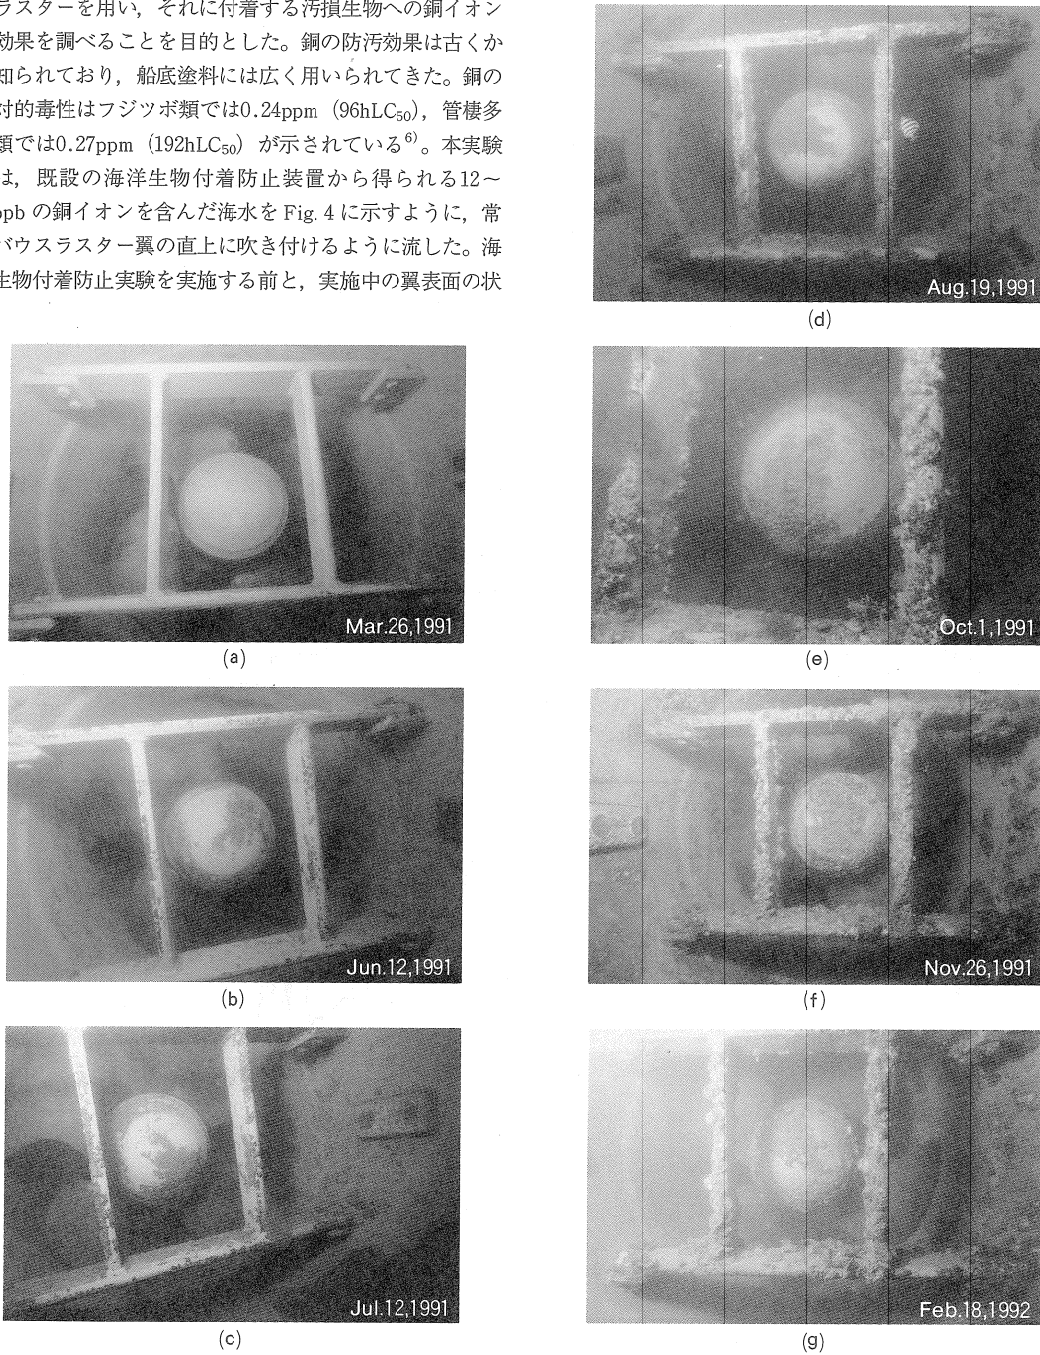 ラスターを用い，それに付着する汚損生物への銅イオン
効果を調べることを目的とした。銅の防汚効果は古くか
知られており，船底塗料には広く用いられてきた。銅の
対的毒性はフジツボ類では0.24ppm（96hLC50），管棲多
類では0.27ppm（192hLC50）が示されている6)。本実験
は，既設の海洋生物付着防止装置から得られる12～
ppbの銅イオンを含んだ海水をFig. 4に示すように，常
バウスラスター翼の直上に吹き付けるように流した。海
生物付着防止実験を実施する前と，実施中の翼表面の状
Mar.26,1991
(a)
Jun.12,1991
(b)
Jul.12,1991
(c)
Aug.19,1991
(d)
Oct.1,1991
(e)
Nov.26,1991
(f)
Feb.18,1992
(g)